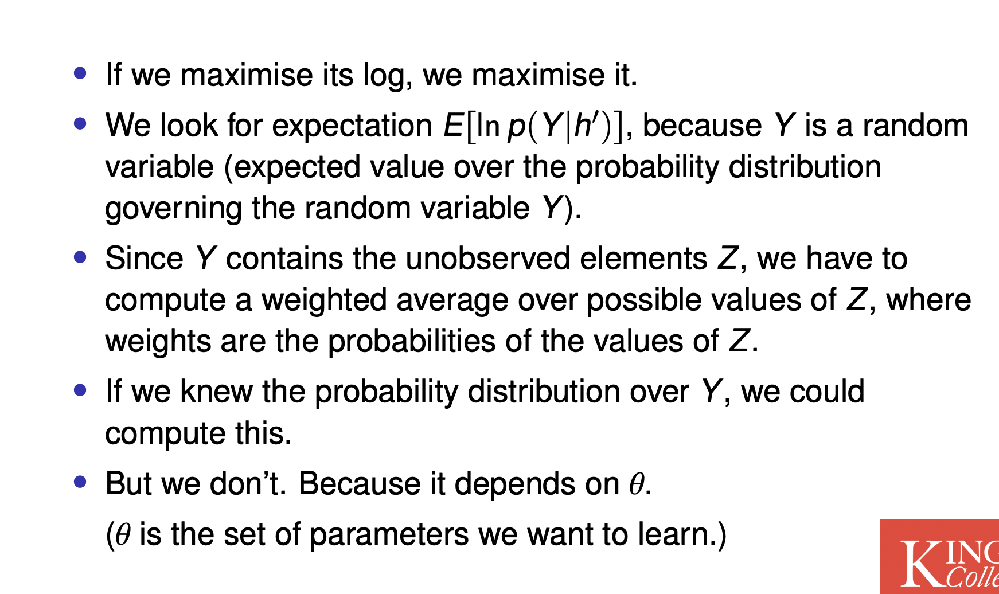 • If we maximise its log, we maximise it.
• We look for expectation E[ln p(Y|h′)], because Y is a random
variable (expected value over the probability distribution
governing the random variable Y).
• Since Y contains the unobserved elements Z, we have to
compute a weighted average over possible values of Z, where
weights are the probabilities of the values of Z.
• If we knew the probability distribution over Y, we could
compute this.
• But we don’t. Because it depends on θ.
(θ is the set of parameters we want to learn.)
KING
Colle